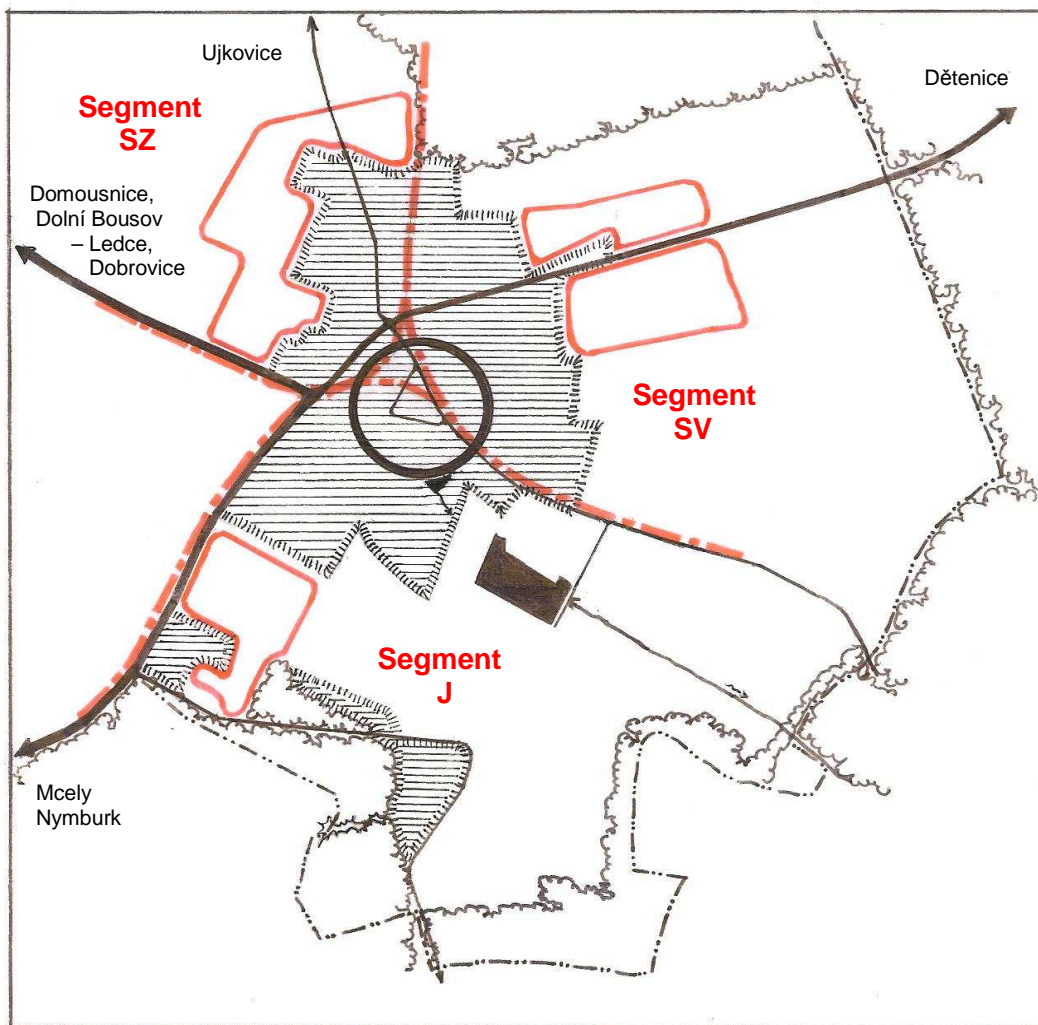 Ujkovice
Dětenice
Segment
SZ
Domousnice,
Dolní Bousov
– Ledce,
Dobrovice
Segment
SV
Segment
J
Mcely
Nymburk